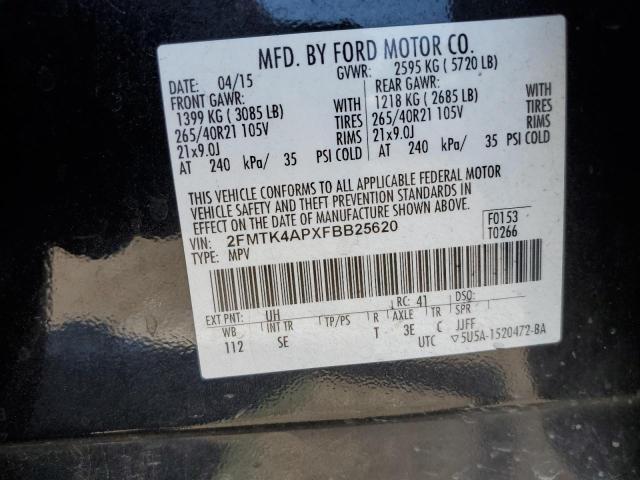 MFD. BY FORD MOTOR CO.
DATE: 04/15 GVWR: 2595 KG ( 5720 LB)
FRONT GAWR: REAR GAWR:
1399 KG ( 3085 LB) WITH 1218 KG ( 2685 LB) WITH
265/40R21 105V TIRES 265/40R21 105V TIRES
21x9.0J RIMS 21x9.0J RIMS
AT 240 kPa/ 35 PSI COLD AT 240 kPa/ 35 PSI COLD
THIS VEHICLE CONFORMS TO ALL APPLICABLE FEDERAL MOTOR
VEHICLE SAFETY AND THEFT PREVENTION STANDARDS IN
EFFECT ON THE DATE OF MANUFACTURE SHOWN ABOVE.
VIN: 2FMTK4APXFBB25620 F0153
TYPE: MPV T0266
EXT PNT: UH RC: 41 DSO:
WB INT TR TP/PS R AXLE TR SPR
112 SE T 3E C JJFF
UTC ▽5U5A-1520472-BA